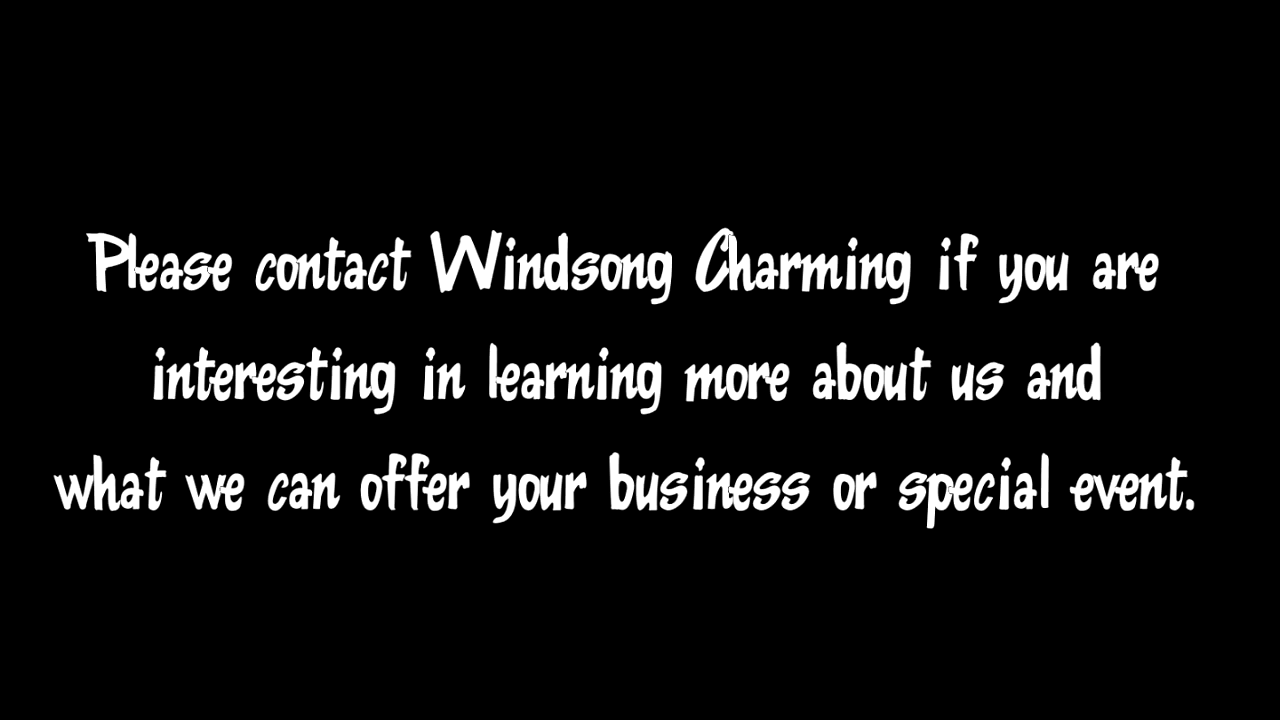 Please contact Windsong Charming if you are
interesting in learning more about us and
what we can offer your business or special event.